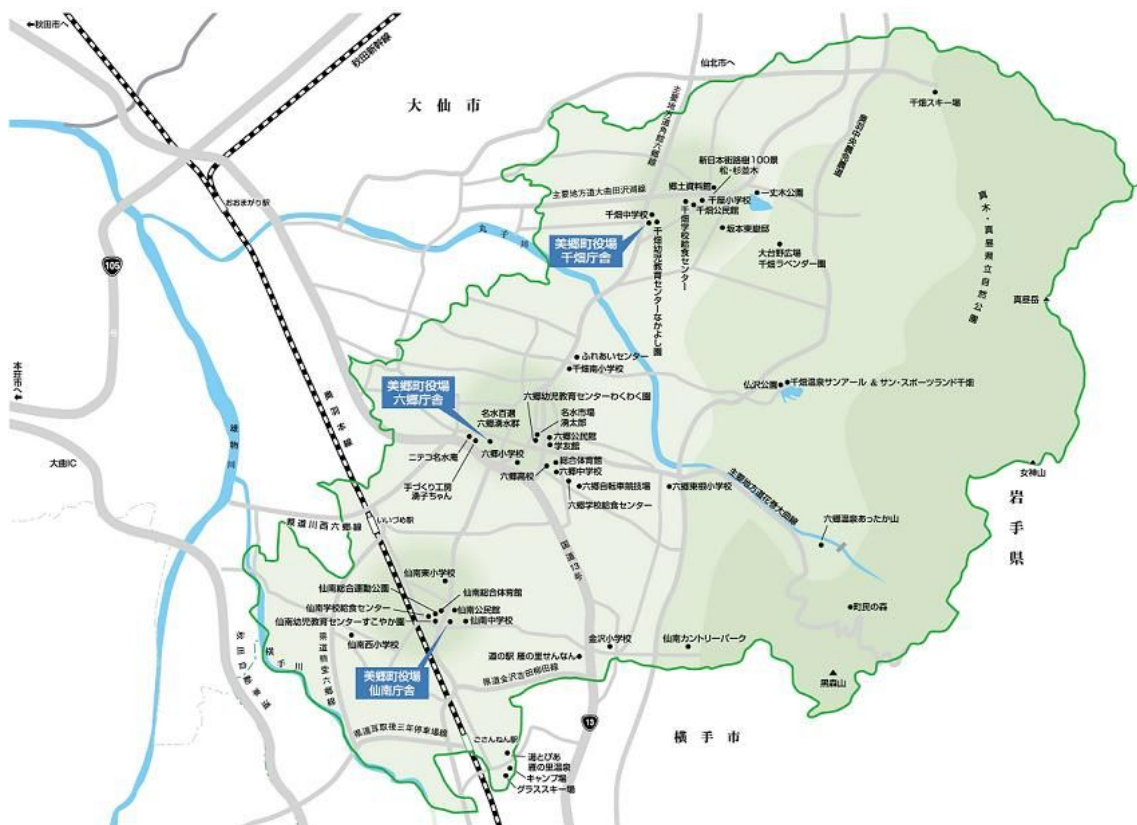 ←秋田市へ
秋田新幹線
大仙市
仙北市へ
主要地方道角館六郷線
千畑スキー場
新日本街路樹100景
松・杉並木
郷土資料館
千屋小学校
一丈木公園
主要地方道大曲田沢湖線
千畑公民館
おおまがり駅
千畑中学校
坂本東嶽邸
丸子川
美郷町役場
千畑庁舎
千畑幼児教育センターなかよし園
千畑学校給食センター
大台野広場
千畑ラベンダー園
真木・真昼県立自然公園
105
真昼岳
本荘市へ
ふれあいセンター
千畑南小学校
仏沢公園
千畑温泉サンアール & サン・スポーツランド千畑
美郷町役場
六郷庁舎
六郷幼児教育センターわくわく園
名水百選
六郷湧水群
名水市場
湧太郎
六郷公民館
学友館
奥羽本線
雄物川
ニテコ名水庵
六郷小学校
総合体育館
六郷中学校
六郷高校
大曲IC
手づくり工房
湧子ちゃん
六郷自転車競技場
六郷東根小学校
六郷学校給食センター
主要地方道花巻大曲線
女神山
岩手県
県道川西六郷線
いいづめ駅
六郷温泉あったか山
国道13号
仙南東小学校
仙南総合運動公園
仙南総合体育館
仙南学校給食センター
仙南公民館
町民の森
仙南幼児教育センターすこやか園
仙南中学校
仙南西小学校
金沢小学校
仙南カントリーパーク
道の駅 雁の里せんなん
美郷町役場
仙南庁舎
県道金沢吉田柳田線
横手川
黒森山
13
横手市
県道耳取後三年停車場線
ごさんねん駅
湯とぴあ
雁の里温泉
キャンプ場
グラススキー場